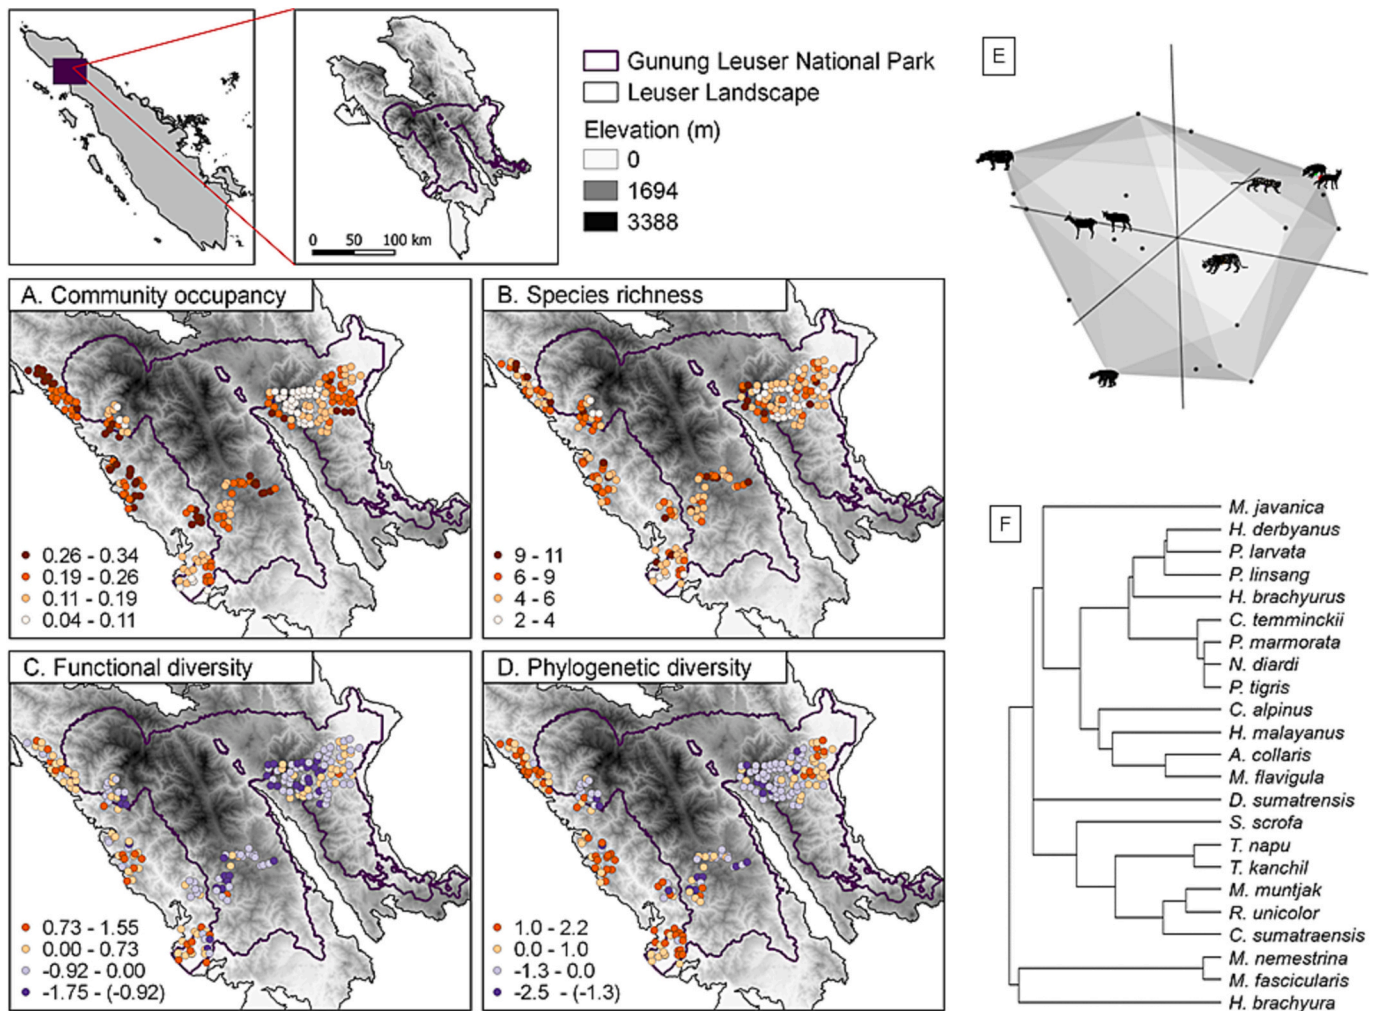 Gunung Leuser National Park
Leuser Landscape
Elevation (m)
0
1694
3388
0 50 100 km
E
A. Community occupancy
0.26 - 0.34
0.19 - 0.26
0.11 - 0.19
0.04 - 0.11
B. Species richness
9 - 11
6 - 9
4 - 6
2 - 4
C. Functional diversity
0.73 - 1.55
0.00 - 0.73
-0.92 - 0.00
-1.75 - (-0.92)
D. Phylogenetic diversity
1.0 - 2.2
0.0 - 1.0
-1.3 - 0.0
-2.5 - (-1.3)
F
M. javanica
H. derbyanus
P. larvata
P. linsang
H. brachyurus
C. temminckii
P. marmorata
N. diardi
P. tigris
C. alpinus
H. malayanus
A. collaris
M. flavigula
D. sumatrensis
S. scrofa
T. napu
T. kanchil
M. muntjak
R. unicolor
C. sumatraensis
M. nemestrina
M. fascicularis
H. brachyura